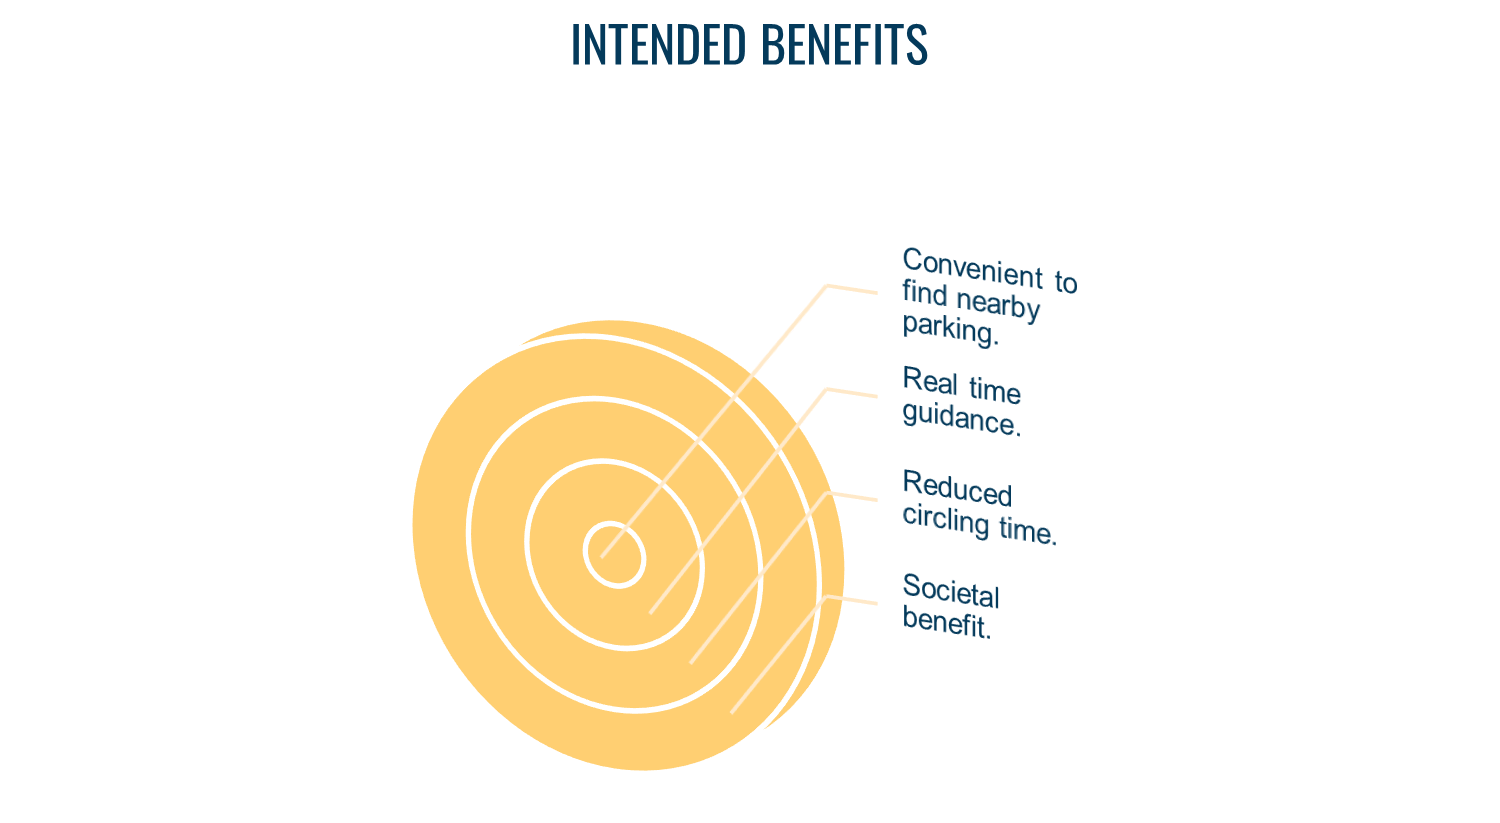 INTENDED BENEFITS
Convenient to
find nearby
parking.
Real time
guidance.
Reduced
circling time.
Societal
benefit.